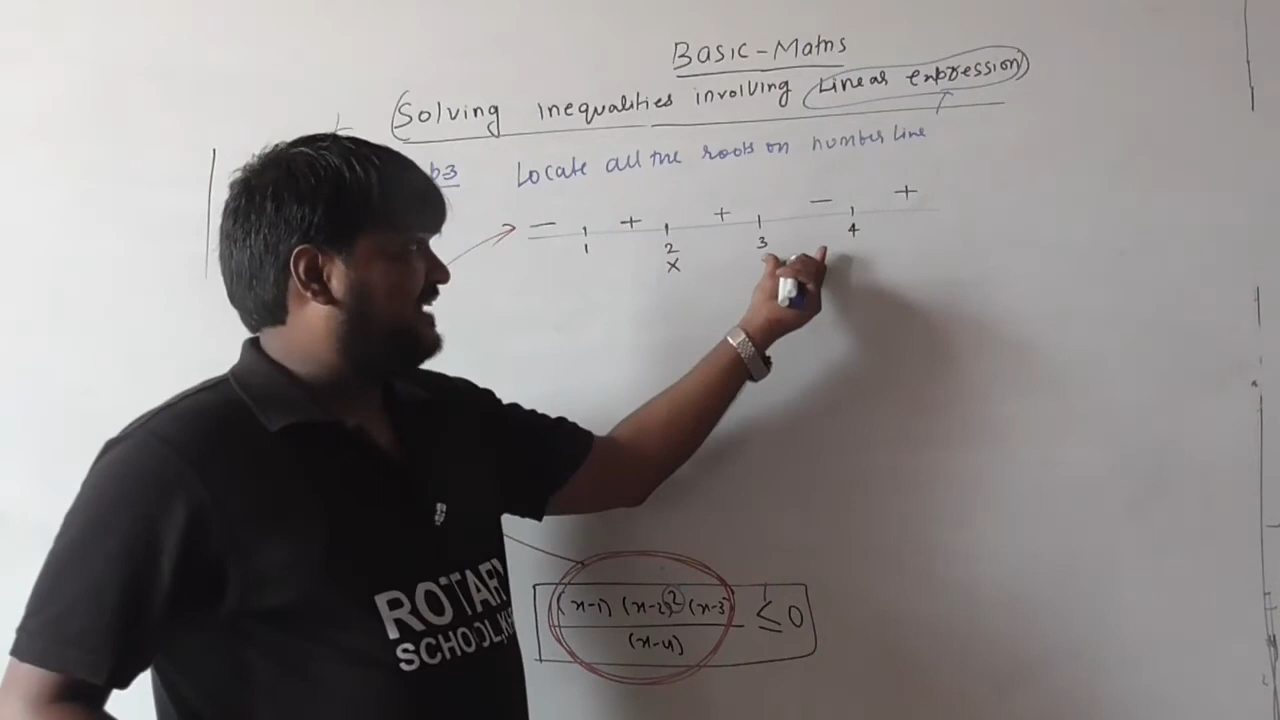 Basic-Maths
(Solving inequalities involving (Linear expression)
Locate all the roots on number line
− + + − +
1 2 3 4
x
(x-1) (x-2)² (x-3) ≤ 0
(x-4)
ROTARY
SCHOOL,